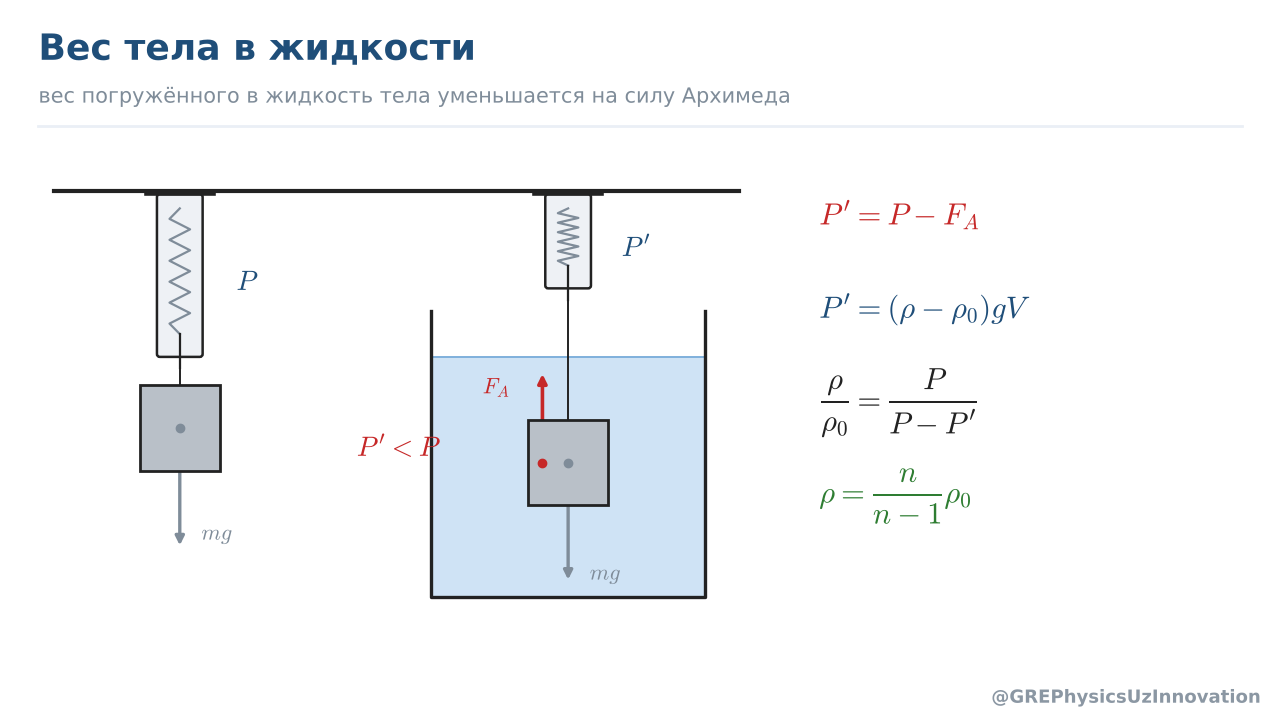 Вес тела в жидкости
вес погружённого в жидкость тела уменьшается на силу Архимеда
P
P′
F_A
P′ < P
mg
mg
P′ = P − F_A
P′ = (ρ − ρ₀)gV
ρ/ρ₀ = P/(P − P′)
ρ = n/(n − 1) ρ₀
@GREPhysicsUzInnovation